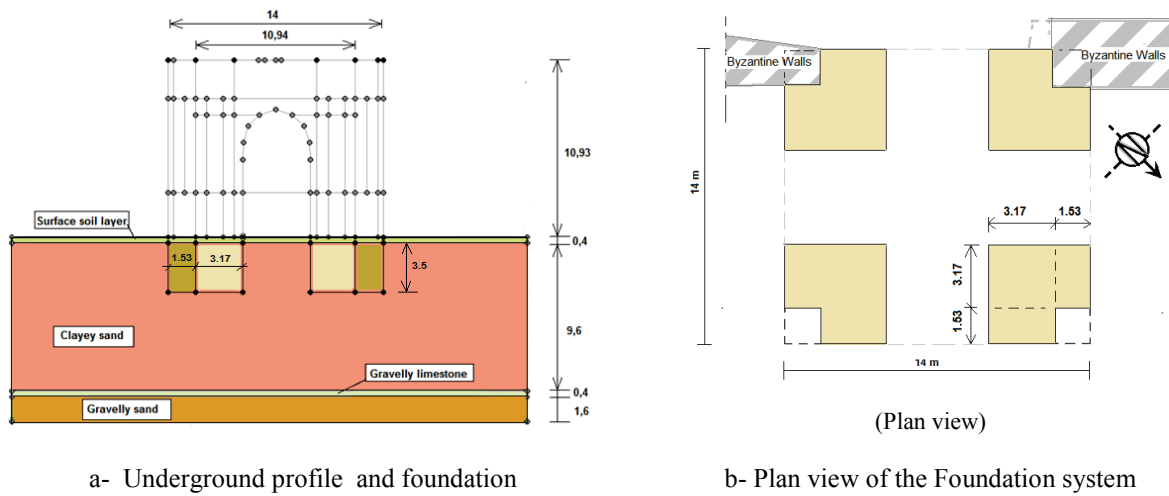 14
10,94
10,93
Surface soil layer
0,4
1.53
3.17
3.5
Clayey sand
9,6
Gravelly limestone
0,4
Gravelly sand
1,6
a- Underground profile and foundation
Byzantine Walls
Byzantine Walls
14 m
3.17
1.53
3.17
1.53
14 m
(Plan view)
b- Plan view of the Foundation system